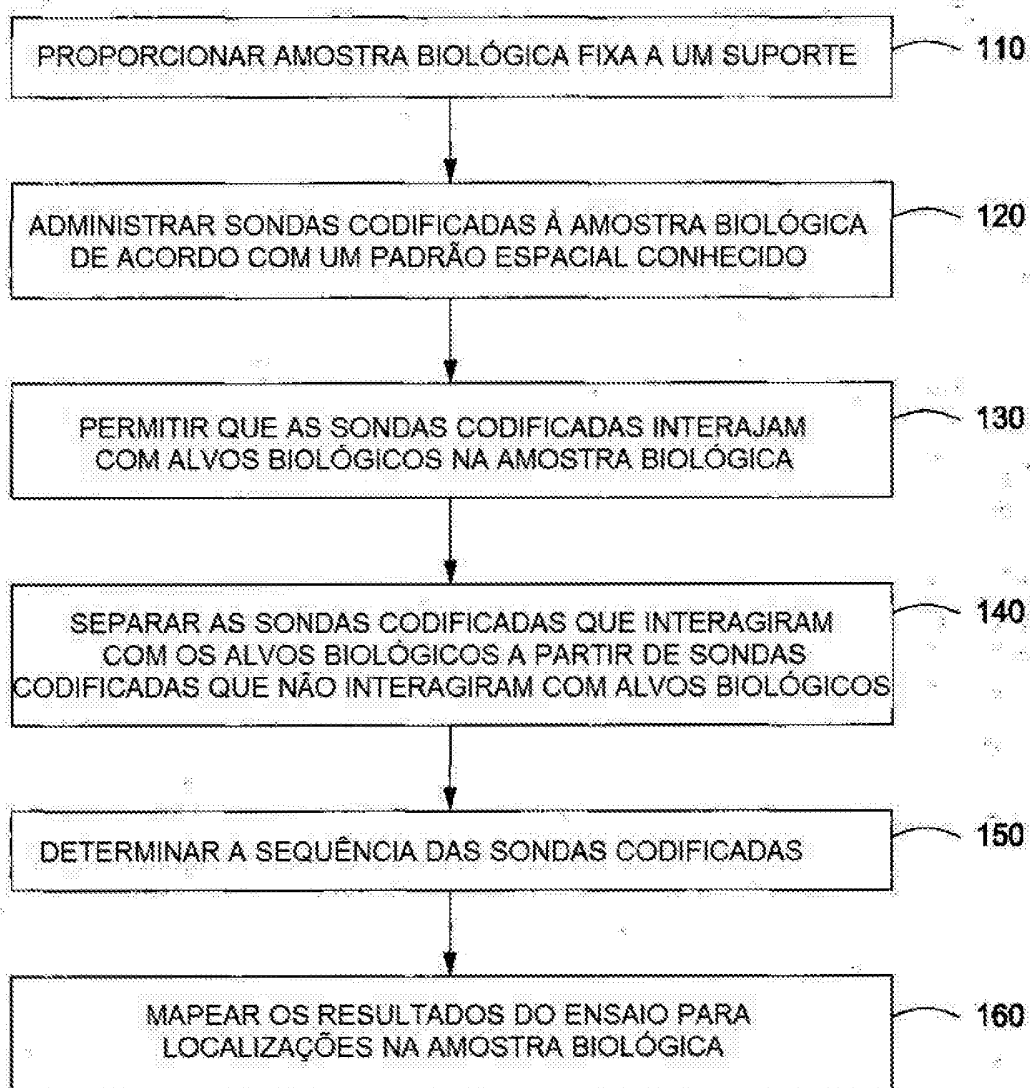 PROPORCIONAR AMOSTRA BIOLÓGICA FIXA A UM SUPORTE
110
ADMINISTRAR SONDAS CODIFICADAS À AMOSTRA BIOLÓGICA
DE ACORDO COM UM PADRÃO ESPACIAL CONHECIDO
120
PERMITIR QUE AS SONDAS CODIFICADAS INTERAJAM
COM ALVOS BIOLÓGICOS NA AMOSTRA BIOLÓGICA
130
SEPARAR AS SONDAS CODIFICADAS QUE INTERAGIRAM
COM OS ALVOS BIOLÓGICOS A PARTIR DE SONDAS
CODIFICADAS QUE NÃO INTERAGIRAM COM ALVOS BIOLÓGICOS
140
DETERMINAR A SEQUÊNCIA DAS SONDAS CODIFICADAS
150
MAPEAR OS RESULTADOS DO ENSAIO PARA
LOCALIZAÇÕES NA AMOSTRA BIOLÓGICA
160